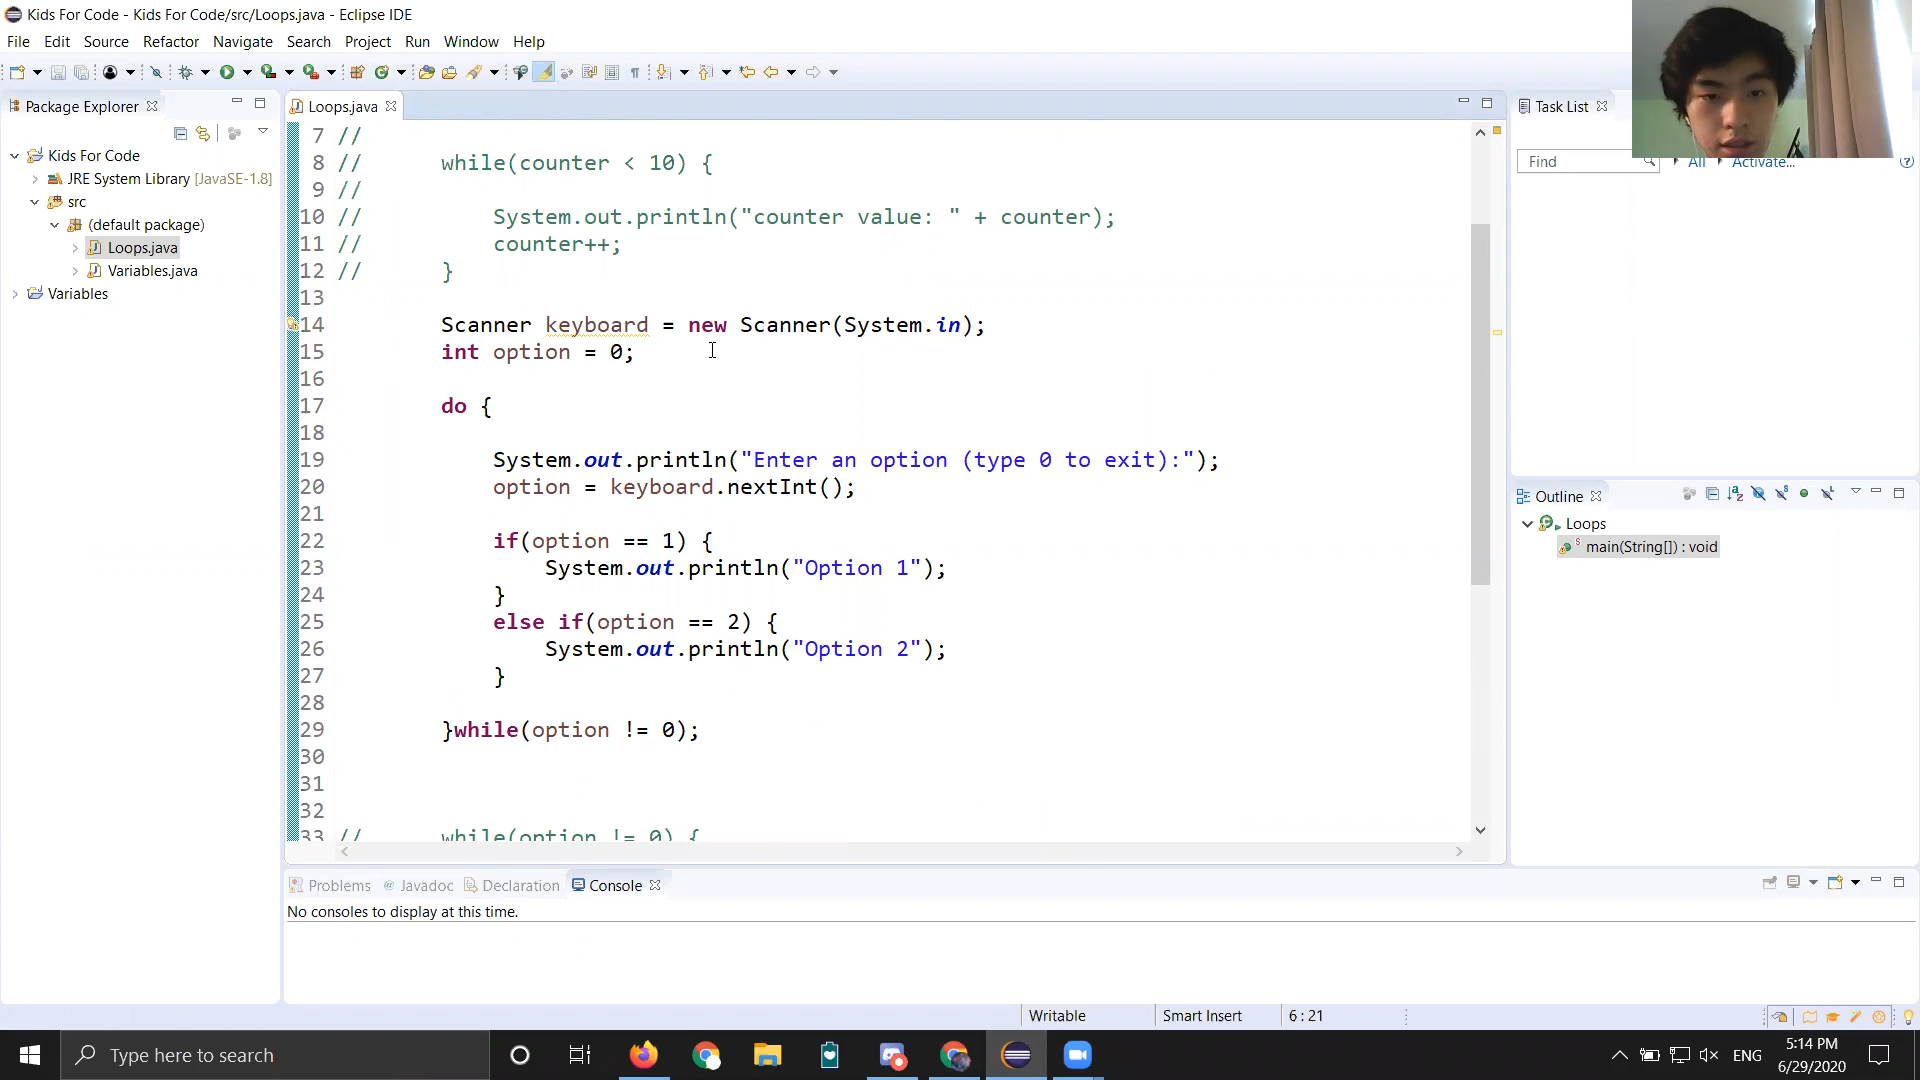 Kids For Code - Kids For Code/src/Loops.java - Eclipse IDE
File Edit Source Refactor Navigate Search Project Run Window Help
Package Explorer
Kids For Code
JRE System Library [JavaSE-1.8]
src
(default package)
Loops.java
Variables.java
Variables
Loops.java
7 //
8 // while(counter < 10) {
9 //
10 // System.out.println("counter value: " + counter);
11 // counter++;
12 // }
13
14 Scanner keyboard = new Scanner(System.in);
15 int option = 0;
16
17 do {
18
19 System.out.println("Enter an option (type 0 to exit):");
20 option = keyboard.nextInt();
21
22 if(option == 1) {
23 System.out.println("Option 1");
24 }
25 else if(option == 2) {
26 System.out.println("Option 2");
27 }
28
29 }while(option != 0);
30
31
32
33 // while(option != 0) {
Task List
Find All Activate...
Outline
Loops
main(String[]) : void
Problems Javadoc Declaration Console
No consoles to display at this time.
Writable Smart Insert 6 : 21
Type here to search
ENG
5:14 PM
6/29/2020